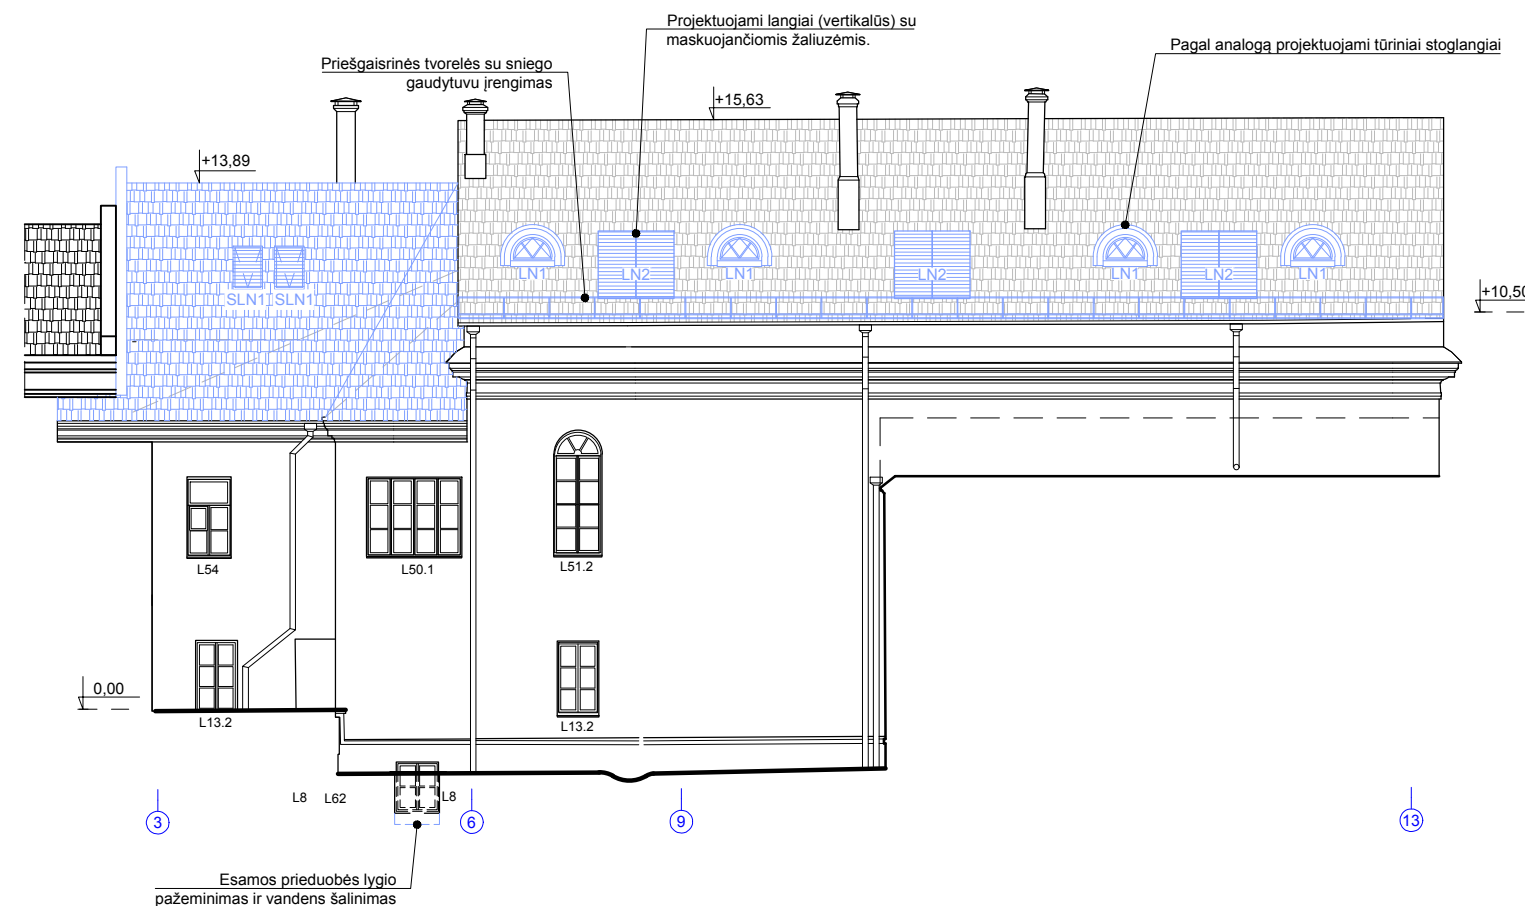 Projektuojami langiai (vertikalūs) su
maskuojančiomis žaliuzėmis.
Pagal analogą projektuojami tūriniai stoglangiai
Priešgaisrinės tvorelės su sniego
gaudytuvu įrengimas
+15,63
+13,89
+10,50
LN1
LN2
LN1
LN2
LN1
LN2
LN1
SLN1
SLN1
L54
L50.1
L51.2
0,00
L13.2
L13.2
L8
L62
L8
3
6
9
13
Esamos prieduobės lygio
pažeminimas ir vandens šalinimas